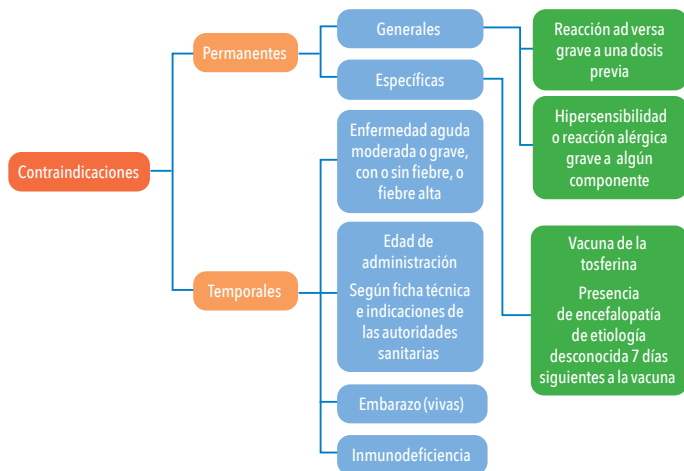 Contraindicaciones
Permanentes
Generales
Reacción ad versa
grave a una dosis
previa
Hipersensibilidad
o reacción alérgica
grave a algún
componente
Específicas
Vacuna de la
tosferina
Presencia
de encefalopatía
de etiología
desconocida 7 días
siguientes a la vacuna
Temporales
Enfermedad aguda
moderada o grave,
con o sin fiebre, o
fiebre alta
Edad de
administración
Según ficha técnica
e indicaciones de
las autoridades
sanitarias
Embarazo (vivas)
Inmunodeficiencia